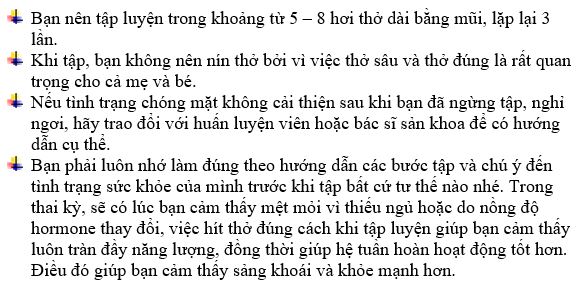 Bạn nên tập luyện trong khoảng từ 5 – 8 hơi thở dài bằng mũi, lặp lại 3
lần.
Khi tập, bạn không nên nín thở bởi vì việc thở sâu và thở đúng là rất quan
trọng cho cả mẹ và bé.
Nếu tình trạng chóng mặt không cải thiện sau khi bạn đã ngừng tập, nghỉ
ngơi, hãy trao đổi với huấn luyện viên hoặc bác sĩ sản khoa để có hướng
dẫn cụ thể.
Bạn phải luôn nhớ làm đúng theo hướng dẫn các bước tập và chú ý đến
tình trạng sức khỏe của mình trước khi tập bất cứ tư thế nào nhé. Trong
thai kỳ, sẽ có lúc bạn cảm thấy mệt mỏi vì thiếu ngủ hoặc do nồng độ
hormone thay đổi, việc hít thở đúng cách khi tập luyện giúp bạn cảm thấy
luôn tràn đầy năng lượng, đồng thời giúp hệ tuần hoàn hoạt động tốt hơn.
Điều đó giúp bạn cảm thấy sảng khoái và khỏe mạnh hơn.